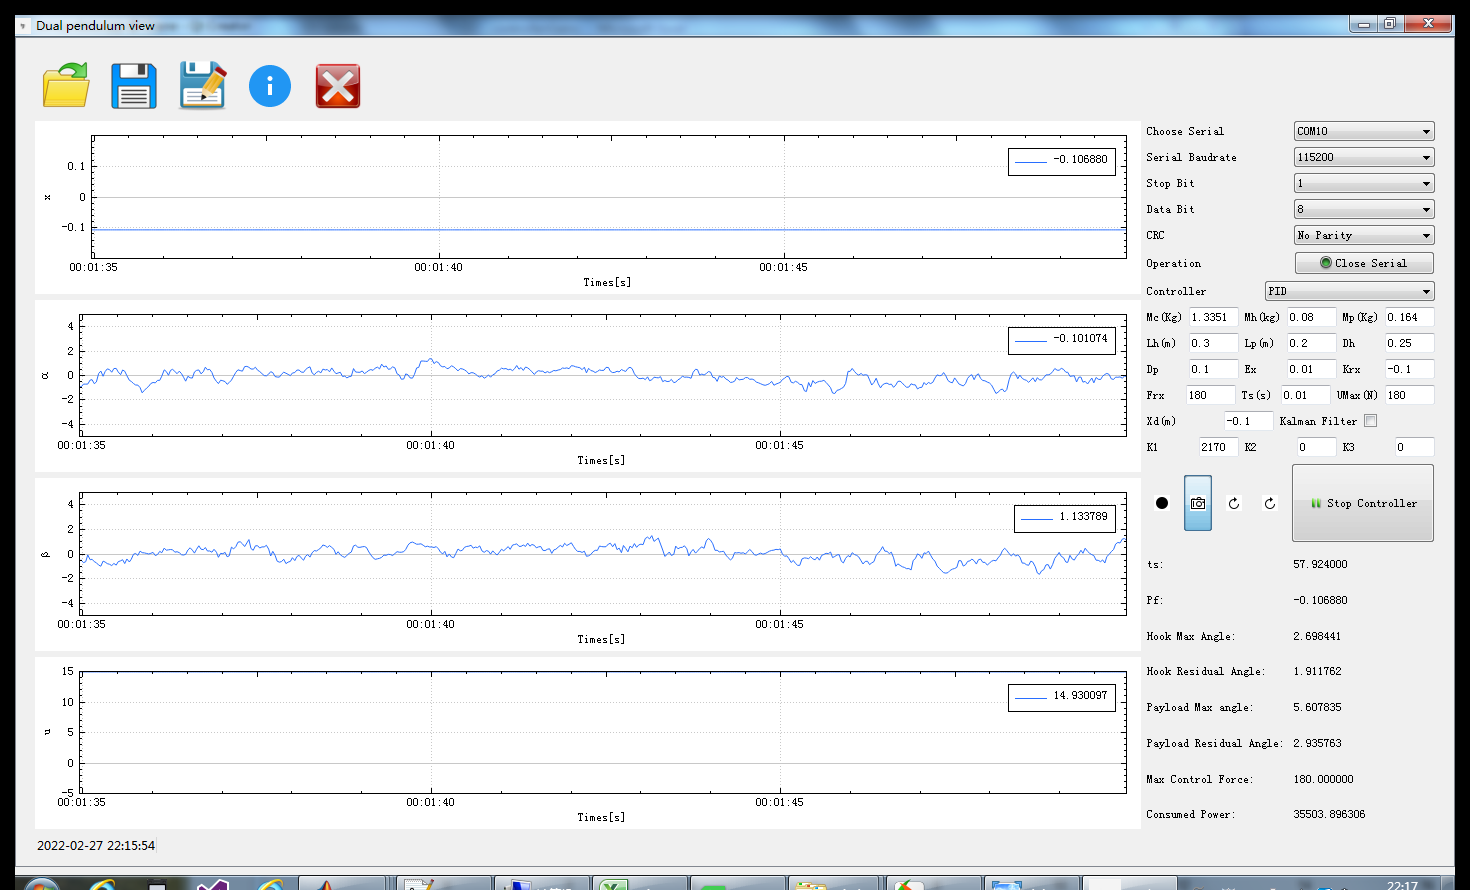 Dual pendulum view
x
0.1
0
-0.1
-0.106880
00:01:35 00:01:40 00:01:45
Times[s]
α
4
2
0
-2
-4
-0.101074
00:01:35 00:01:40 00:01:45
Times[s]
β
4
2
0
-2
-4
1.133789
00:01:35 00:01:40 00:01:45
Times[s]
u
15
10
5
0
-5
14.930097
00:01:35 00:01:40 00:01:45
Times[s]
2022-02-27 22:15:54
Choose Serial COM10
Serial Baudrate 115200
Stop Bit 1
Data Bit 8
CRC No Parity
Operation Close Serial
Controller PID
Mc(Kg) 1.3351 Mh(kg) 0.08 Mp(Kg) 0.164
Lh(m) 0.3 Lp(m) 0.2 Dh 0.25
Dp 0.1 Ex 0.01 Krx -0.1
Frx 180 Ts(s) 0.01 UMax(N) 180
Xd(m) -0.1 Kalman Filter
K1 2170 K2 0 K3 0
Stop Controller
ts: 57.924000
Pf: -0.106880
Hook Max Angle: 2.698441
Hook Residual Angle: 1.911762
Payload Max angle: 5.607835
Payload Residual Angle: 2.935763
Max Control Force: 180.000000
Consumed Power: 35503.896306
22:17